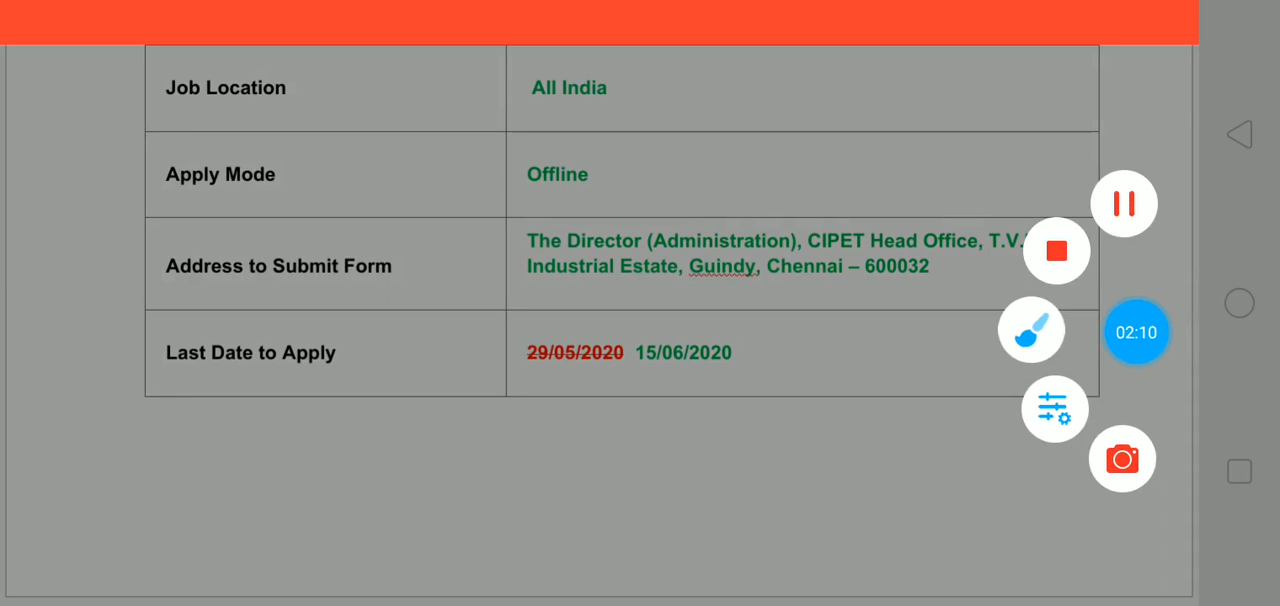 Job Location
All India
Apply Mode
Offline
Address to Submit Form
The Director (Administration), CIPET Head Office, T.V.
Industrial Estate, Guindy, Chennai – 600032
Last Date to Apply
29/05/2020 15/06/2020
02:10